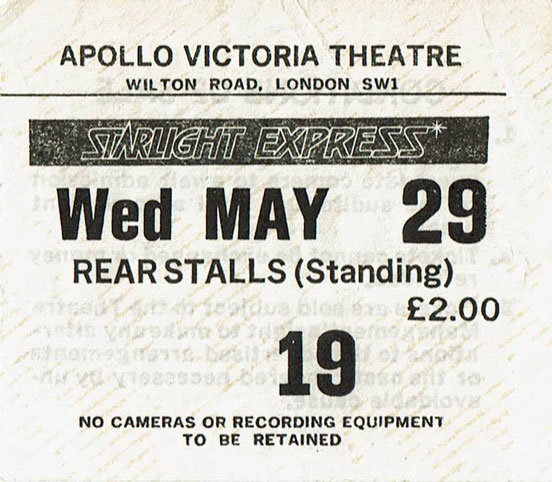 APOLLO VICTORIA THEATRE
WILTON ROAD, LONDON SW1
STARLIGHT EXPRESS*
Wed MAY 29
REAR STALLS (Standing)
£2.00
19
NO CAMERAS OR RECORDING EQUIPMENT
TO BE RETAINED